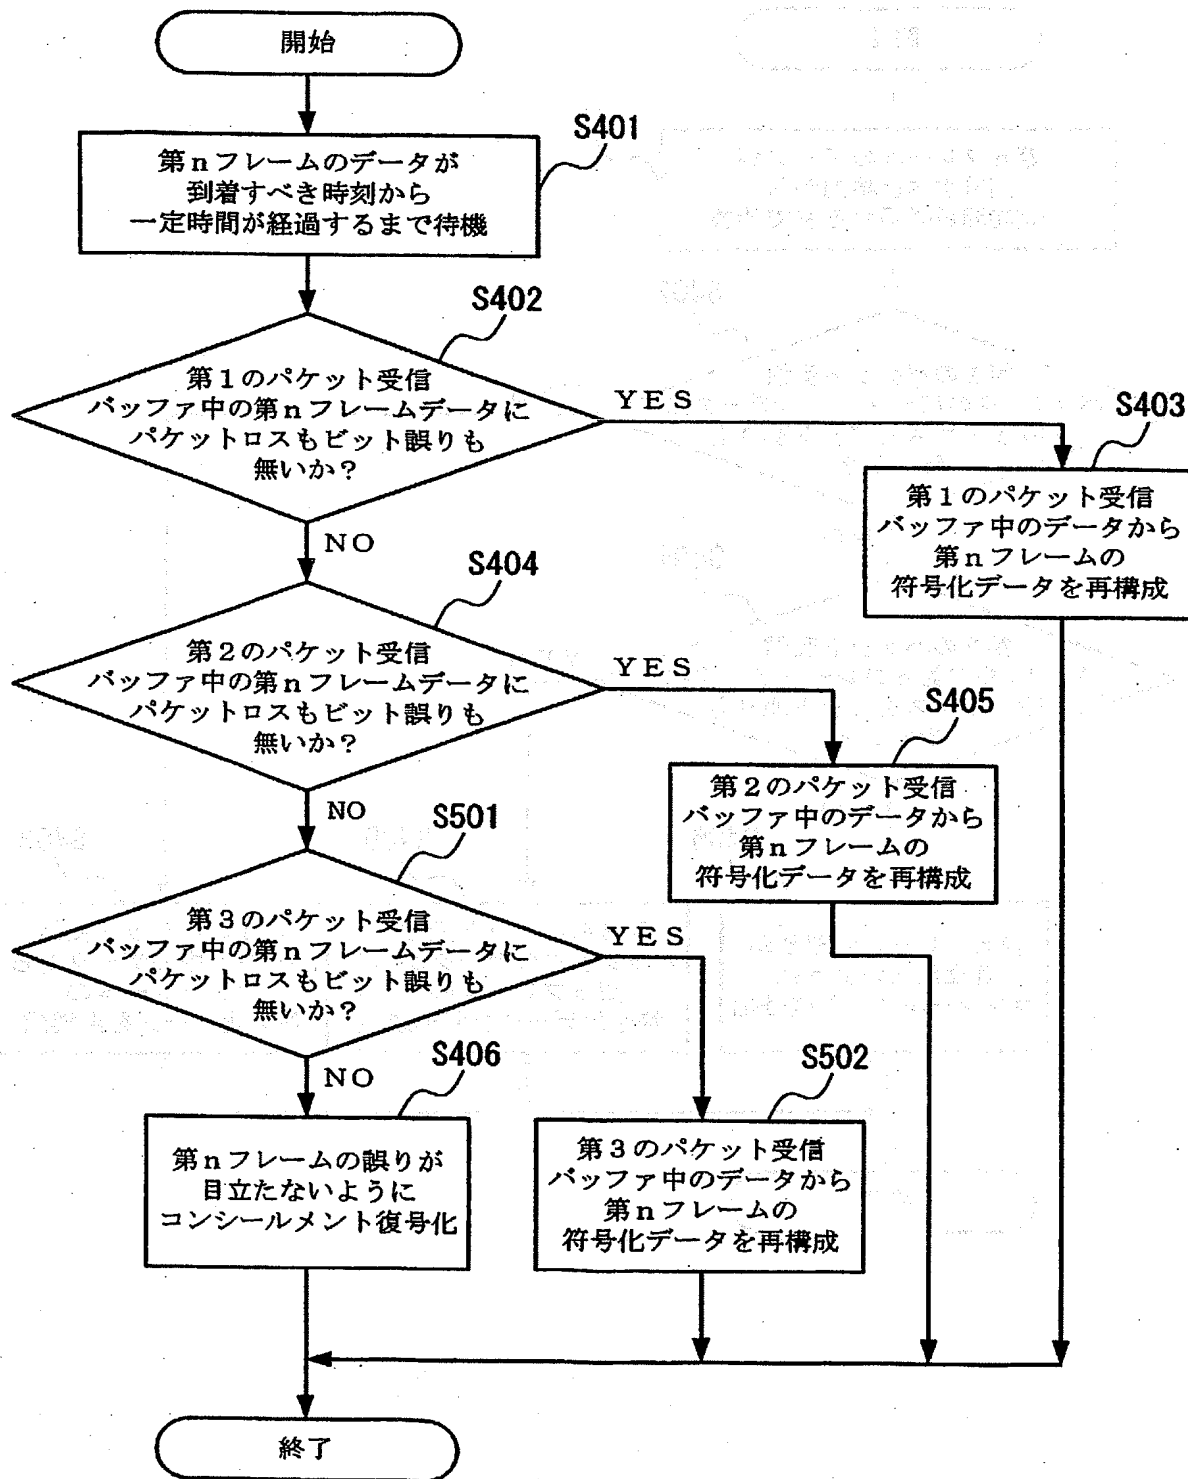 開始
S401
第nフレームのデータが
到着すべき時刻から
一定時間が経過するまで待機
S402
第1のパケット受信
バッファ中の第nフレームデータに
パケットロスもビット誤りも
無いか？
YES
NO
S403
第1のパケット受信
バッファ中のデータから
第nフレームの
符号化データを再構成
S404
第2のパケット受信
バッファ中の第nフレームデータに
パケットロスもビット誤りも
無いか？
YES
NO
S405
第2のパケット受信
バッファ中のデータから
第nフレームの
符号化データを再構成
S501
第3のパケット受信
バッファ中の第nフレームデータに
パケットロスもビット誤りも
無いか？
YES
NO
S406
第nフレームの誤りが
目立たないように
コンシールメント復号化
S502
第3のパケット受信
バッファ中のデータから
第nフレームの
符号化データを再構成
終了